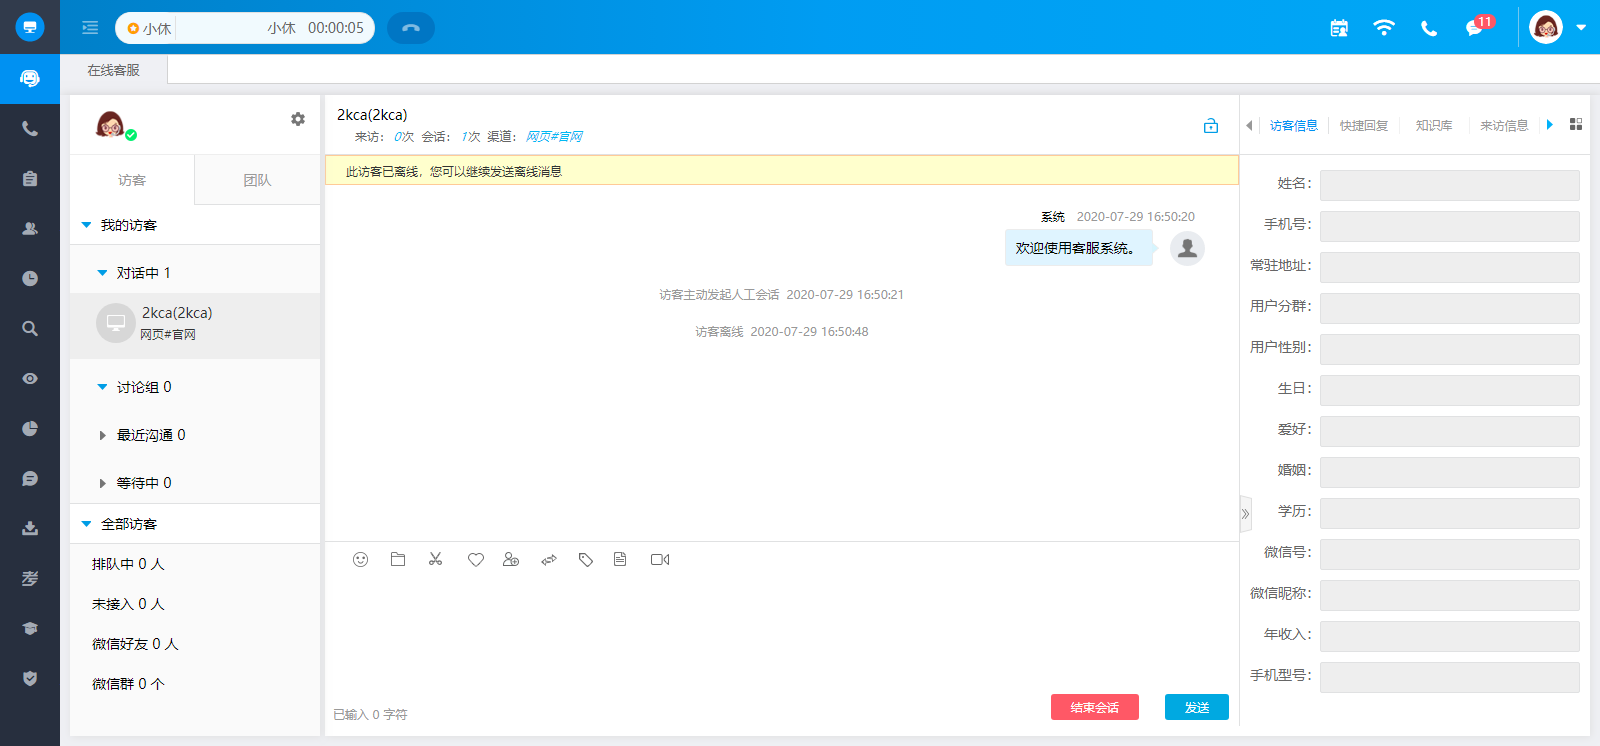 小休 小休 00:00:05
11
在线客服
访客 团队
我的访客
对话中 1
2kca(2kca)
网页#官网
讨论组 0
最近沟通 0
等待中 0
全部访客
排队中 0 人
未接入 0 人
微信好友 0 人
微信群 0 个
2kca(2kca)
来访： 0次 会话： 1次 渠道： 网页#官网
此访客已离线，您可以继续发送离线消息
系统 2020-07-29 16:50:20
欢迎使用客服系统。
访客主动发起人工会话 2020-07-29 16:50:21
访客离线 2020-07-29 16:50:48
已输入 0 字符
结束会话 发送
访客信息 快捷回复 知识库 来访信息
姓名：
手机号：
常驻地址：
用户分群：
用户性别：
生日：
爱好：
婚姻：
学历：
微信号：
微信昵称：
年收入：
手机型号：
考